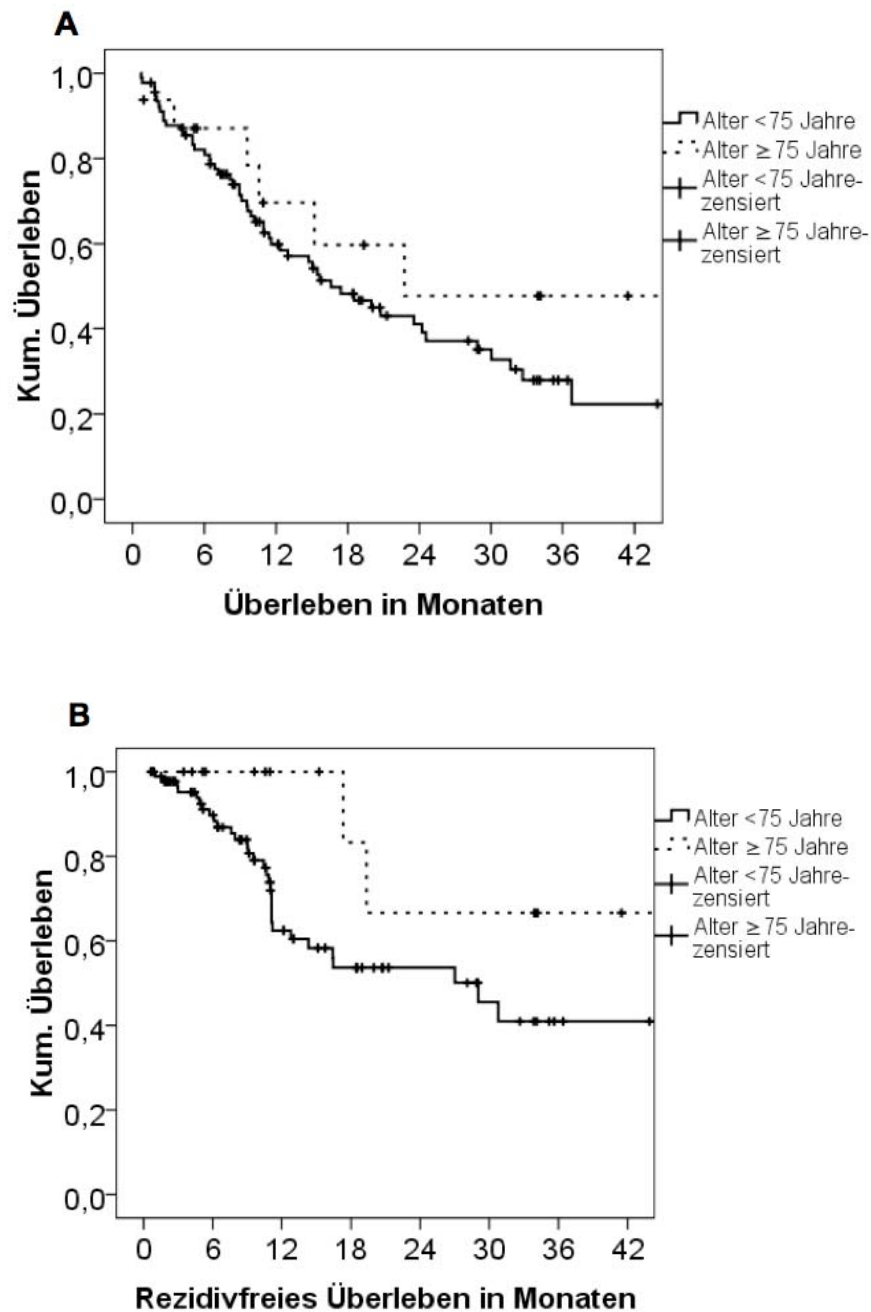 A
1,0
0,8
0,6
0,4
0,2
0,0
Kum. Überleben
0 6 12 18 24 30 36 42
Überleben in Monaten
Alter <75 Jahre
Alter ≥75 Jahre
Alter <75 Jahre-
zensiert
Alter ≥75 Jahre-
zensiert
B
1,0
0,8
0,6
0,4
0,2
0,0
Kum. Überleben
0 6 12 18 24 30 36 42
Rezidivfreies Überleben in Monaten
Alter <75 Jahre
Alter ≥75 Jahre
Alter <75 Jahre-
zensiert
Alter ≥75 Jahre-
zensiert